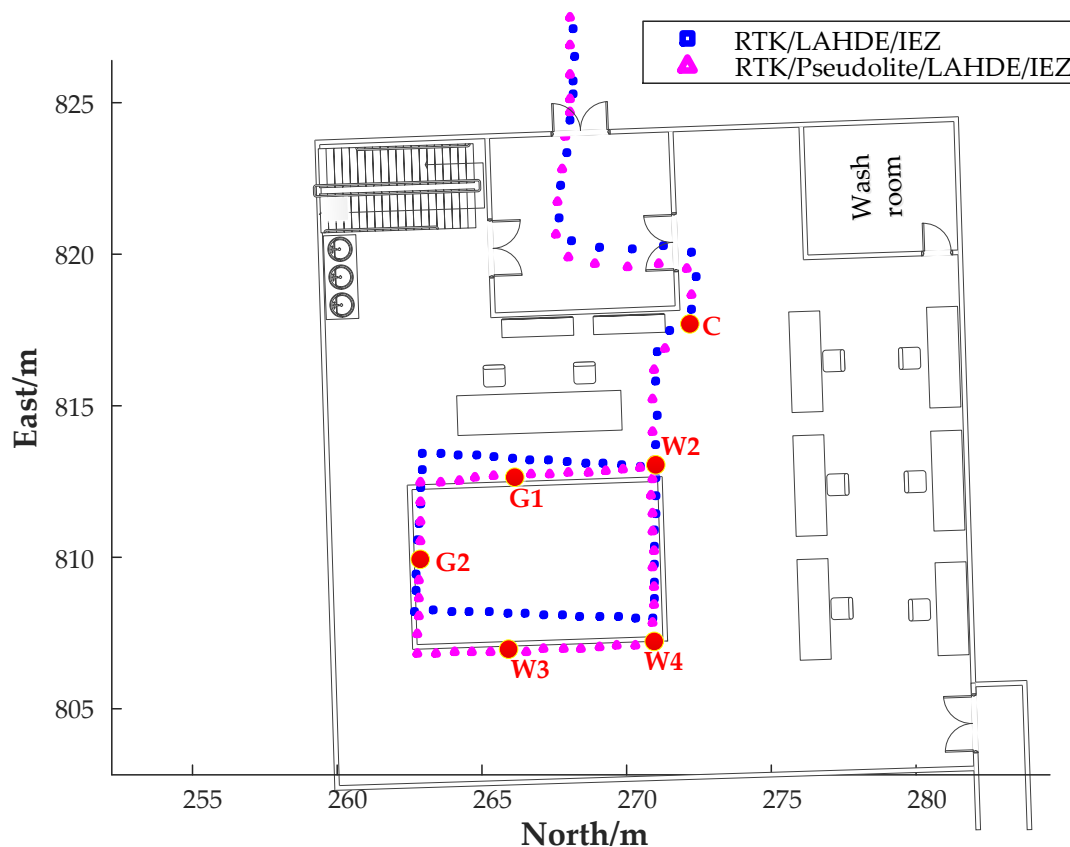 RTK/LAHDE/IEZ
RTK/Pseudolite/LAHDE/IEZ
825
820
815
810
805
East/m
Wash
room
C
W2
G1
G2
W3
W4
255
260
265
270
275
280
North/m